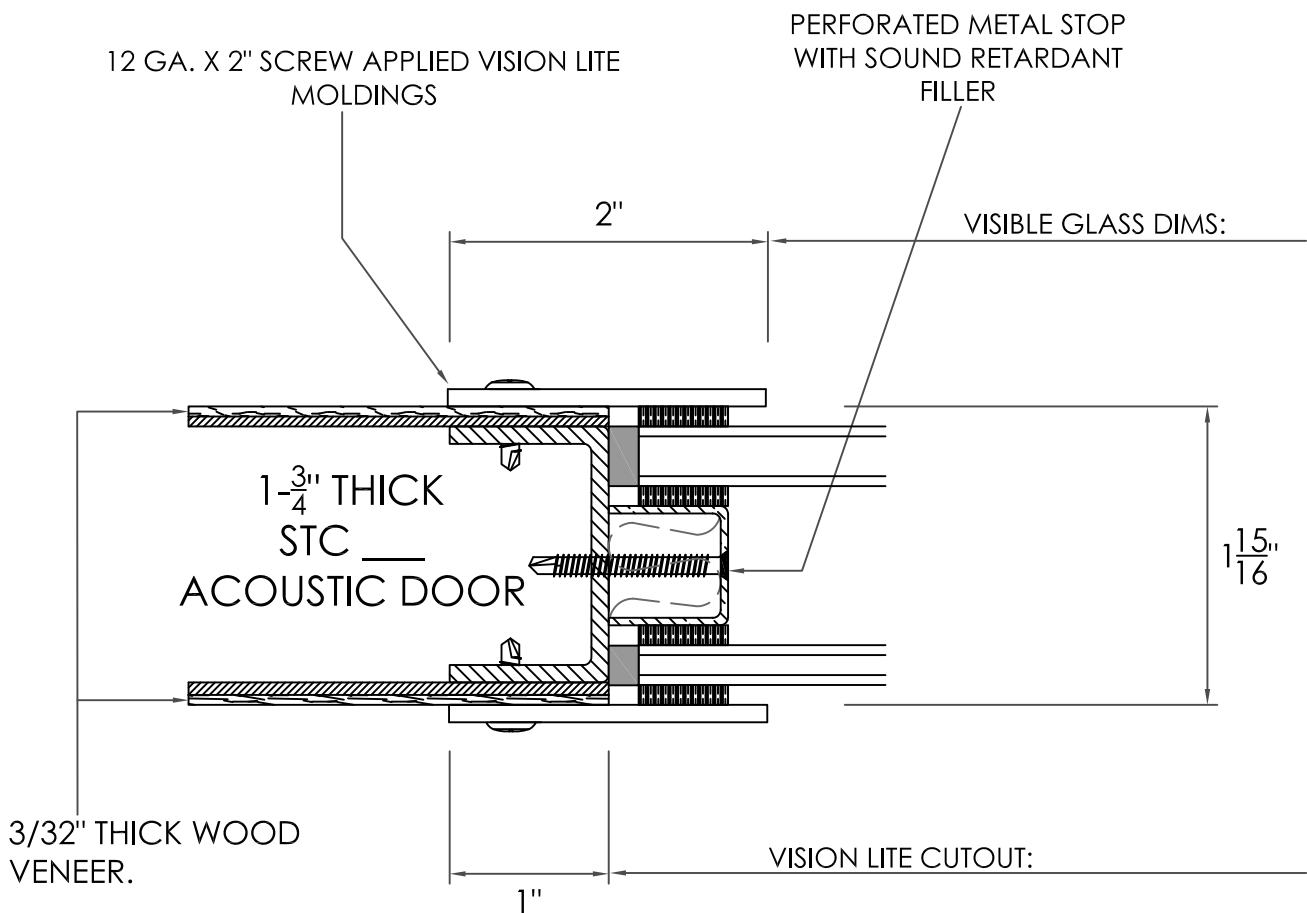 PERFORATED METAL STOP
WITH SOUND RETARDANT
FILLER
12 GA. X 2" SCREW APPLIED VISION LITE
MOLDINGS
2"
VISIBLE GLASS DIMS:
1-3/4" THICK
STC ___
ACOUSTIC DOOR
1 15/16"
3/32" THICK WOOD
VENEER.
VISION LITE CUTOUT:
1"